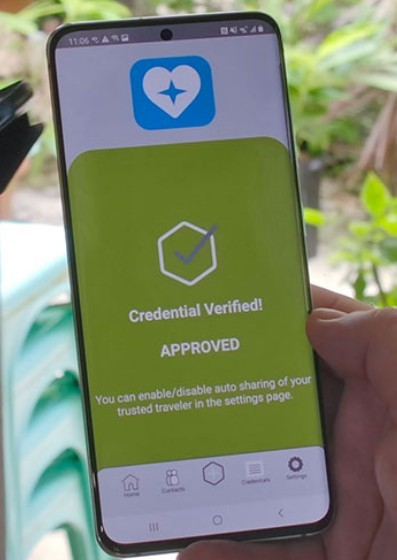 11:06
Credential Verified!
APPROVED
You can enable/disable auto sharing of your
trusted traveler in the settings page.
Home Contacts Credentials Settings